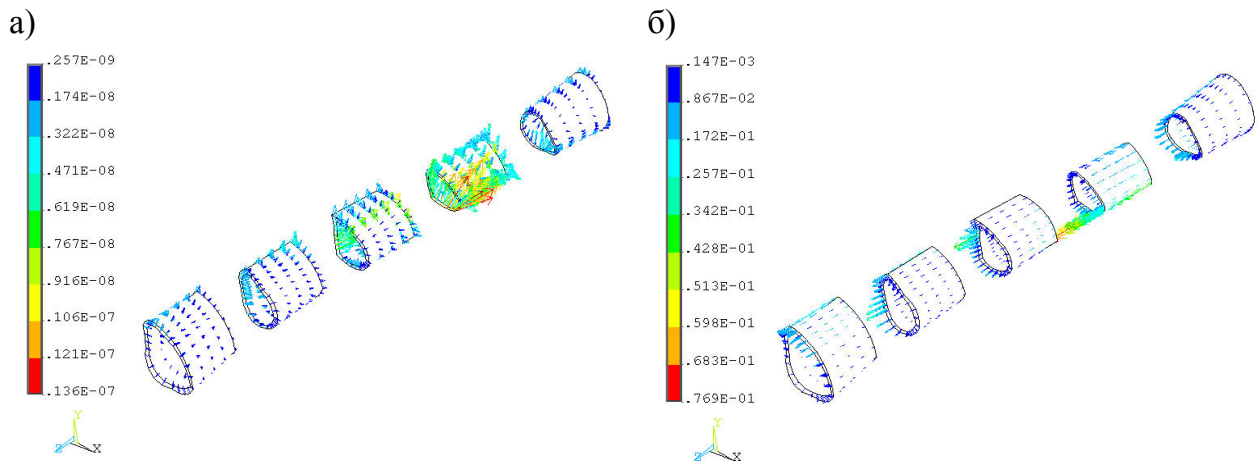 а)
.257E-09
.174E-08
.322E-08
.471E-08
.619E-08
.767E-08
.916E-08
.106E-07
.121E-07
.136E-07
Y
Z
X
б)
.147E-03
.867E-02
.172E-01
.257E-01
.342E-01
.428E-01
.513E-01
.598E-01
.683E-01
.769E-01
Y
Z
X